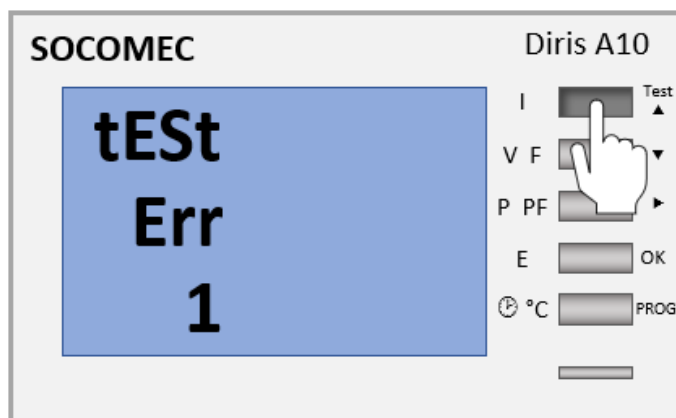 SOCOMEC
Diris A10
tESt
Err
1
I
Test
▲
V F
▼
P PF
►
E
OK
°C
PROG